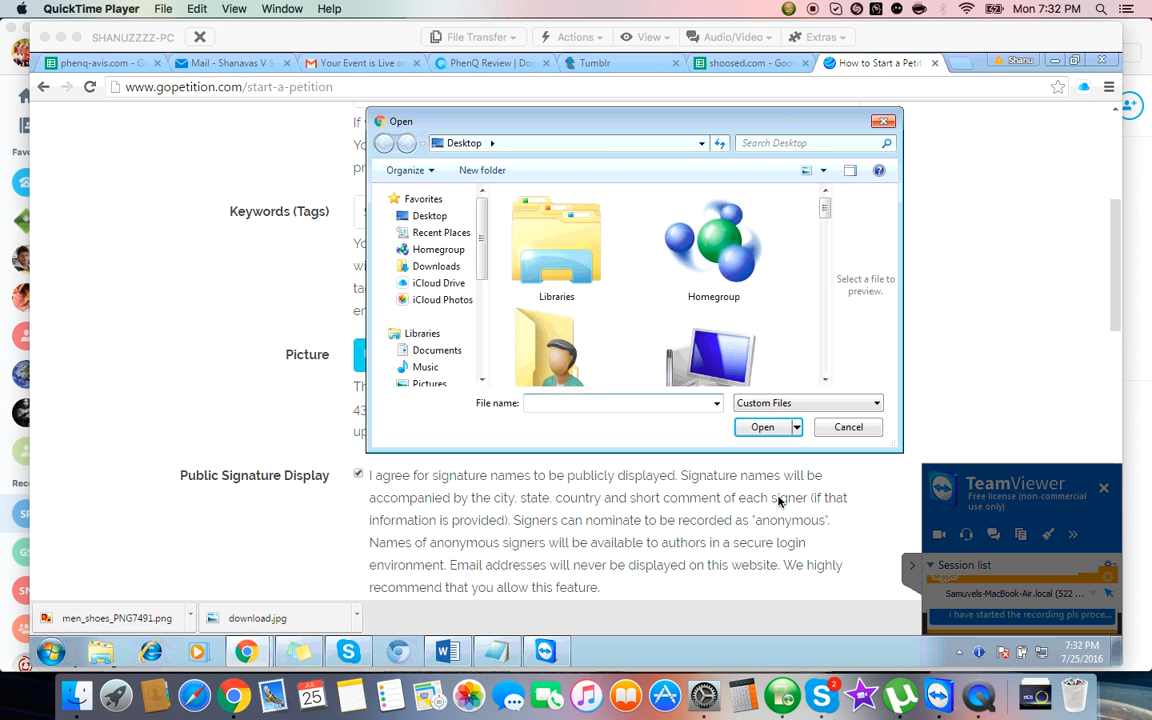 QuickTime Player File Edit View Window Help Mon 7:32 PM
SHANUZZZZ-PC File Transfer Actions View Audio/Video Extras
phenq-avis.com - G Mail - Shanavas V S Your Event is Live o PhenQ Review | Do Tumblr shoosed.com - Goo How to Start a Peti Shanu
www.gopetition.com/start-a-petition
Open
Desktop
Search Desktop
Organize New folder
Favorites
Desktop
Recent Places
Homegroup
Downloads
iCloud Drive
iCloud Photos
Libraries
Documents
Music
Pictures
Libraries
Homegroup
Select a file to
preview.
File name:
Custom Files
Open Cancel
Keywords (Tags)
Picture
Public Signature Display
I agree for signature names to be publicly displayed. Signature names will be
accompanied by the city, state, country and short comment of each signer (if that
information is provided). Signers can nominate to be recorded as "anonymous".
Names of anonymous signers will be available to authors in a secure login
environment. Email addresses will never be displayed on this website. We highly
recommend that you allow this feature.
TeamViewer
Free license (non-commercial
use only)
Session list
Samuvels-MacBook-Air.local (522 ...
i have started the recording pls proce...
men_shoes_PNG7491.png download.jpg
7:32 PM
7/25/2016